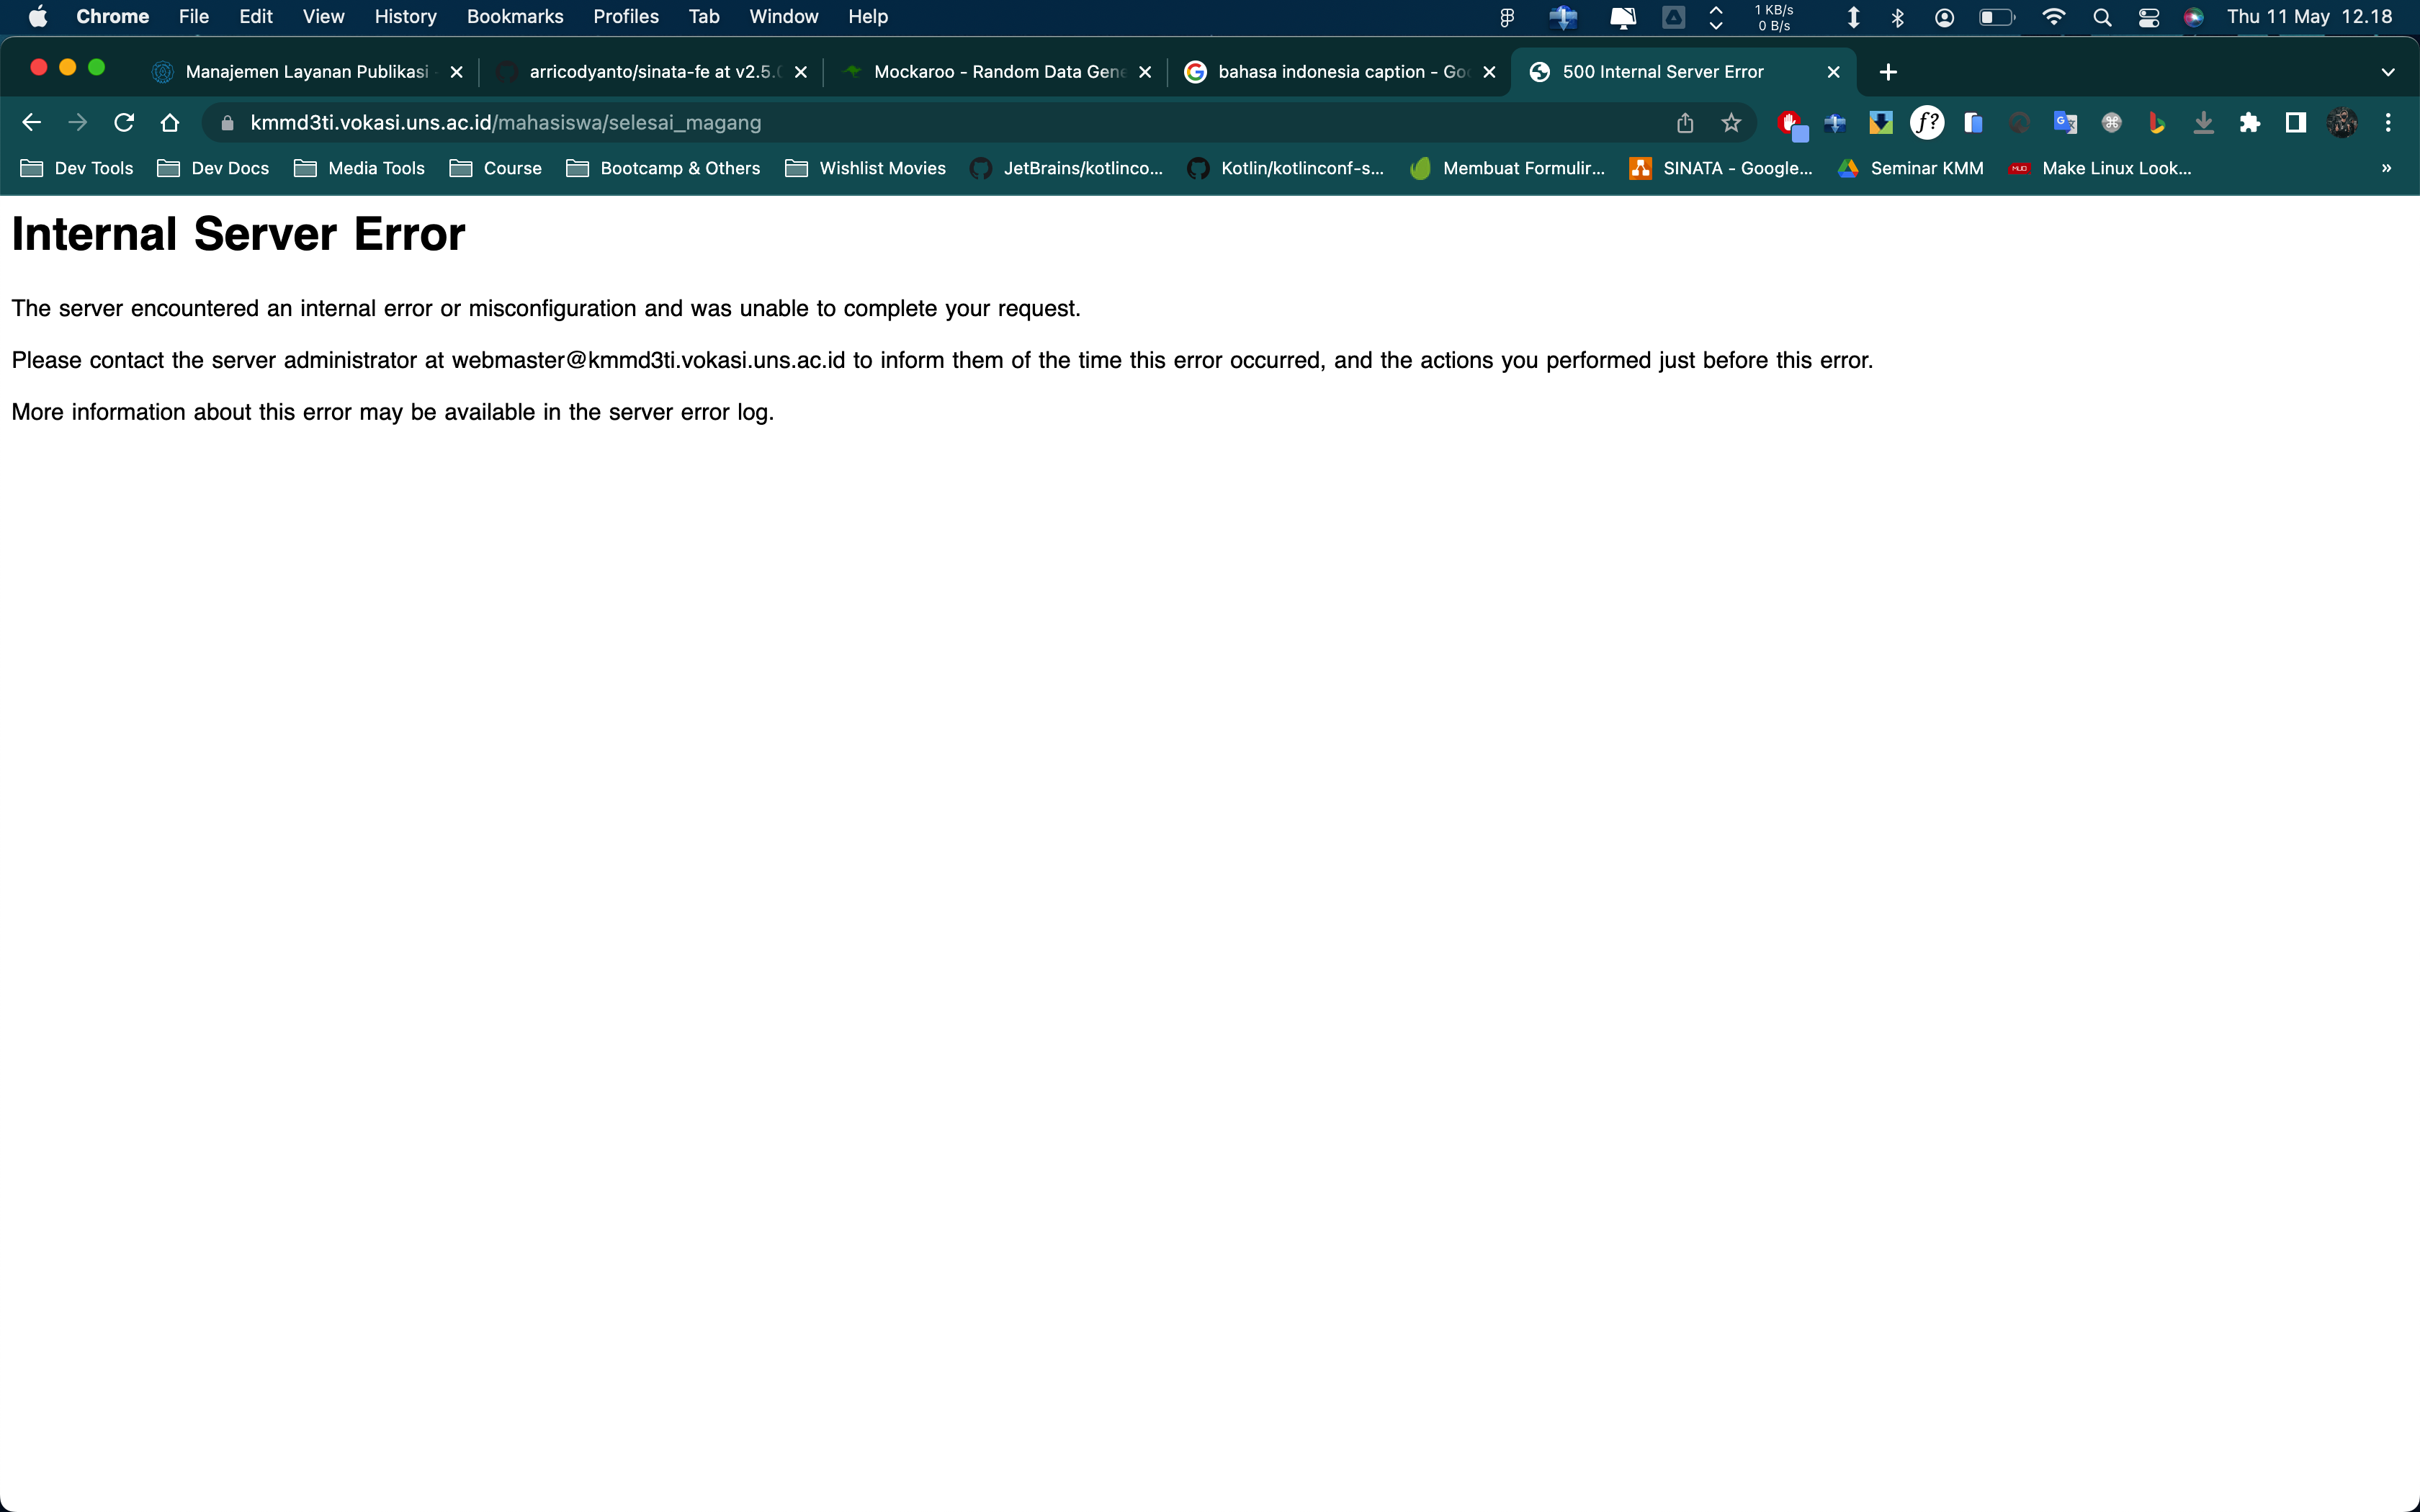 Chrome File Edit View History Bookmarks Profiles Tab Window Help 1 KB/s Thu 11 May 12.18
0 B/s
Manajemen Layanan Publikasi arricodyanto/sinata-fe at v2.5. Mockaroo - Random Data Gene bahasa indonesia caption - Go 500 Internal Server Error
kmmd3ti.vokasi.uns.ac.id/mahasiswa/selesai_magang
Dev Tools Dev Docs Media Tools Course Bootcamp & Others Wishlist Movies JetBrains/kotlinco... Kotlin/kotlinconf-s... Membuat Formulir... SINATA - Google... Seminar KMM Make Linux Look... »
Internal Server Error
The server encountered an internal error or misconfiguration and was unable to complete your request.
Please contact the server administrator at webmaster@kmmd3ti.vokasi.uns.ac.id to inform them of the time this error occurred, and the actions you performed just before this error.
More information about this error may be available in the server error log.